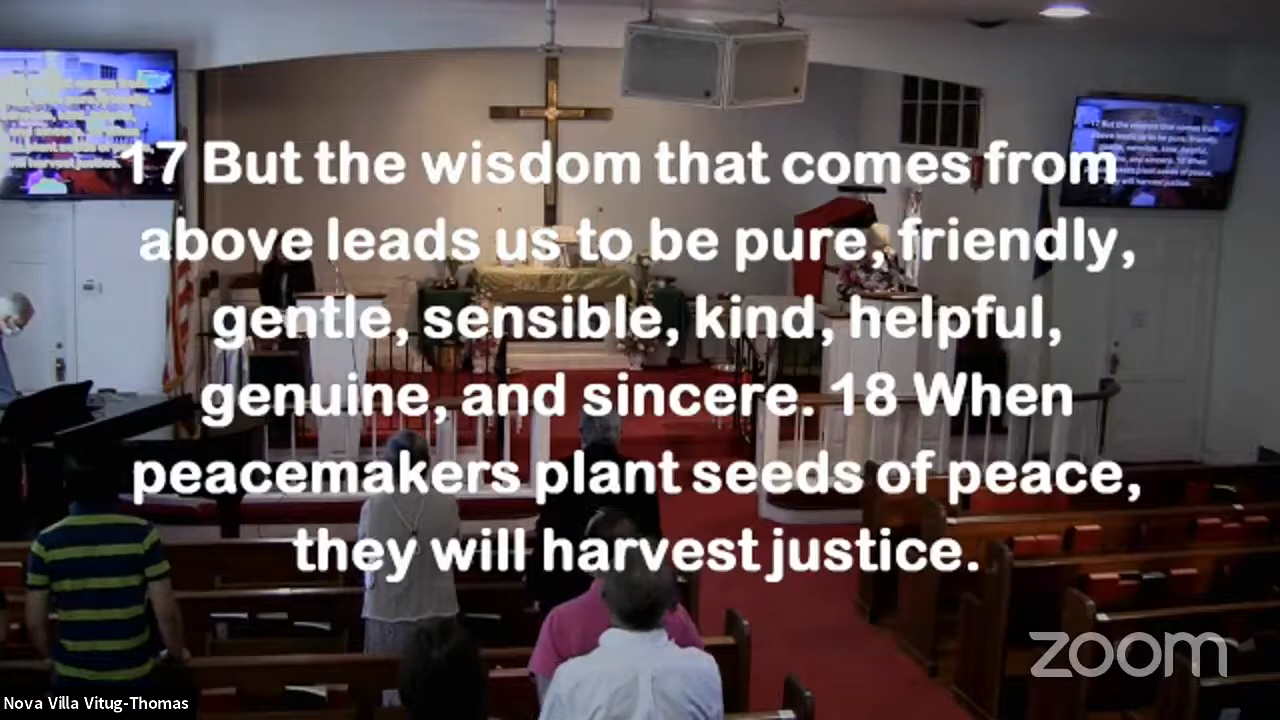 17 But the wisdom that comes from
above leads us to be pure, friendly,
gentle, sensible, kind, helpful,
genuine, and sincere. 18 When
peacemakers plant seeds of peace,
they will harvest justice.
zoom
Nova Villa Vitug-Thomas